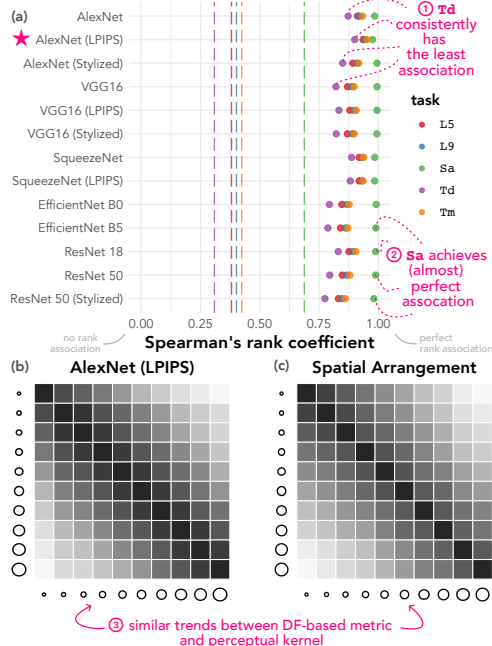 (a)
AlexNet
AlexNet (LPIPS)
AlexNet (Stylized)
VGG16
VGG16 (LPIPS)
VGG16 (Stylized)
SqueezeNet
SqueezeNet (LPIPS)
EfficientNet B0
EfficientNet B5
ResNet 18
ResNet 50
ResNet 50 (Stylized)
1 Td
consistently
has
the least
association
task
L5
L9
Sa
Td
Tm
2 Sa achieves
(almost)
perfect
assocation
0.00
0.25
0.50
0.75
1.00
no rank
association
Spearman's rank coefficient
perfect
rank association
(b)
AlexNet (LPIPS)
(c)
Spatial Arrangement
3 similar trends between DF-based metric
and perceptual kernel